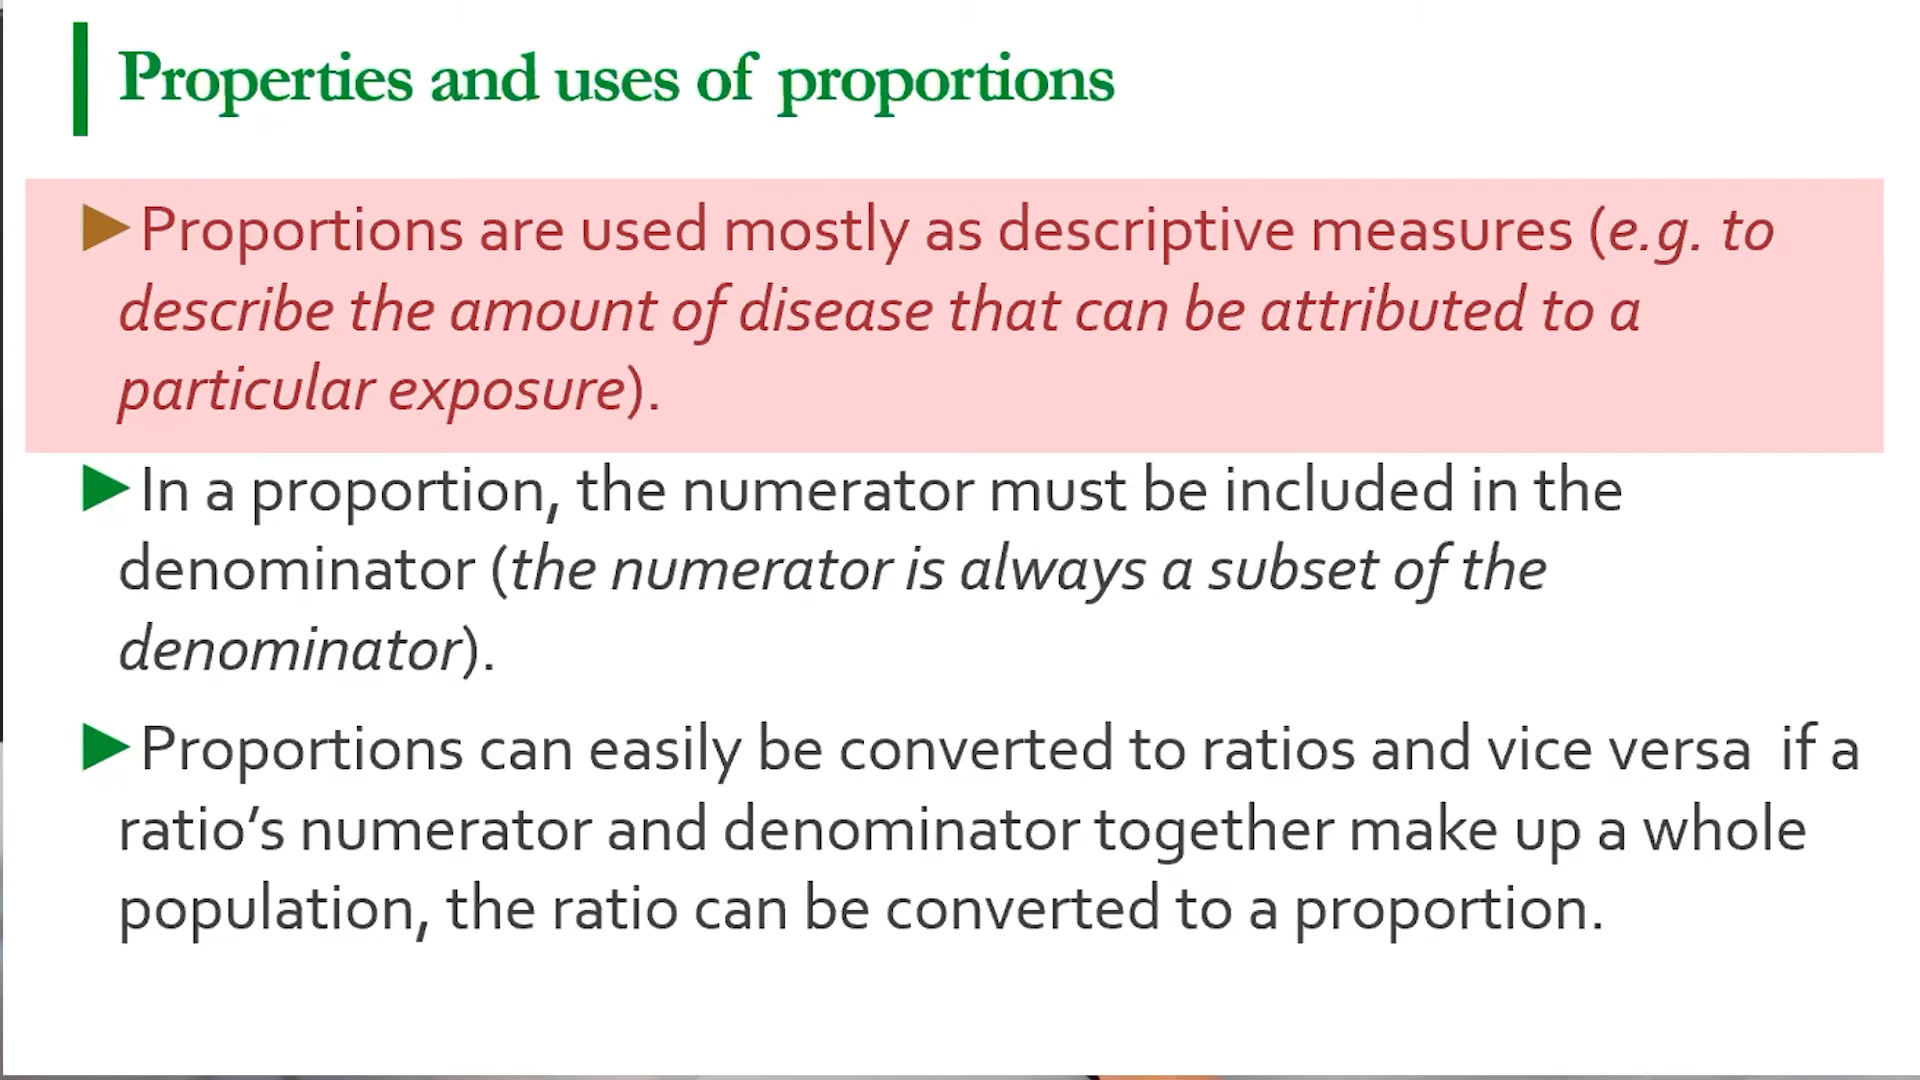 Properties and uses of proportions
►Proportions are used mostly as descriptive measures (e.g. to
describe the amount of disease that can be attributed to a
particular exposure).
►In a proportion, the numerator must be included in the
denominator (the numerator is always a subset of the
denominator).
►Proportions can easily be converted to ratios and vice versa  if a
ratio’s numerator and denominator together make up a whole
population, the ratio can be converted to a proportion.